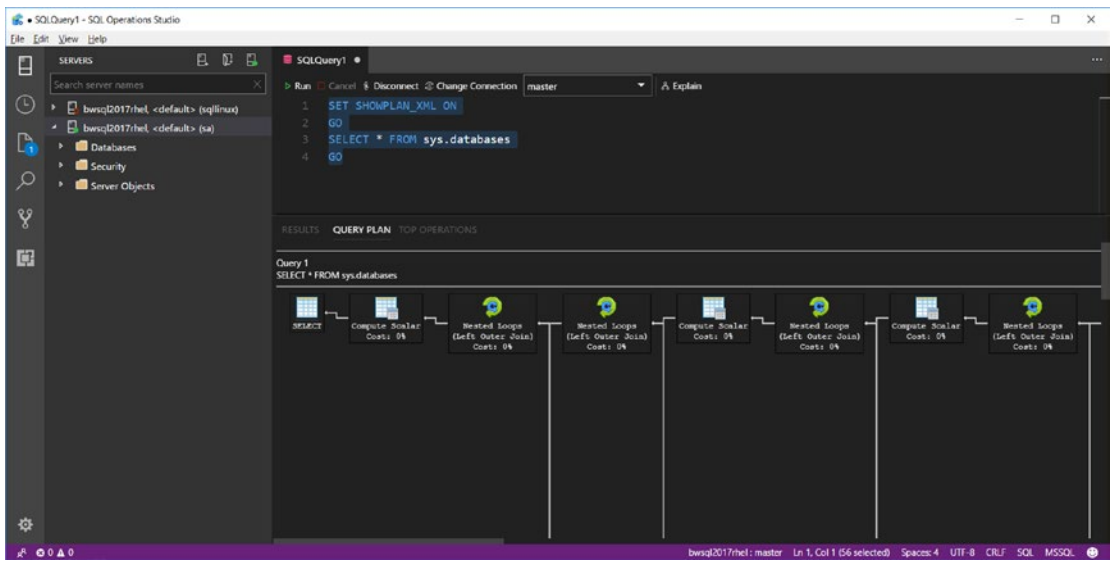 ● SQLQuery1 - SQL Operations Studio
File Edit View Help
SERVERS
Search server names
bwsql2017rhel, <default> (sqllinux)
bwsql2017rhel, <default> (sa)
Databases
Security
Server Objects
1
SQLQuery1 ●
Run Cancel Disconnect Change Connection master Explain
1 SET SHOWPLAN_XML ON
2 GO
3 SELECT * FROM sys.databases
4 GO
RESULTS QUERY PLAN TOP OPERATIONS
Query 1
SELECT * FROM sys.databases
SELECT
Compute Scalar
Cost: 0%
Nested Loops
(Left Outer Join)
Cost: 0%
Nested Loops
(Left Outer Join)
Cost: 0%
Compute Scalar
Cost: 0%
Nested Loops
(Left Outer Join)
Cost: 0%
Compute Scalar
Cost: 0%
Nested Loops
(Left Outer Join)
Cost: 0%
0 0 bwsql2017rhel : master Ln 1, Col 1 (56 selected) Spaces: 4 UTF-8 CRLF SQL MSSQL